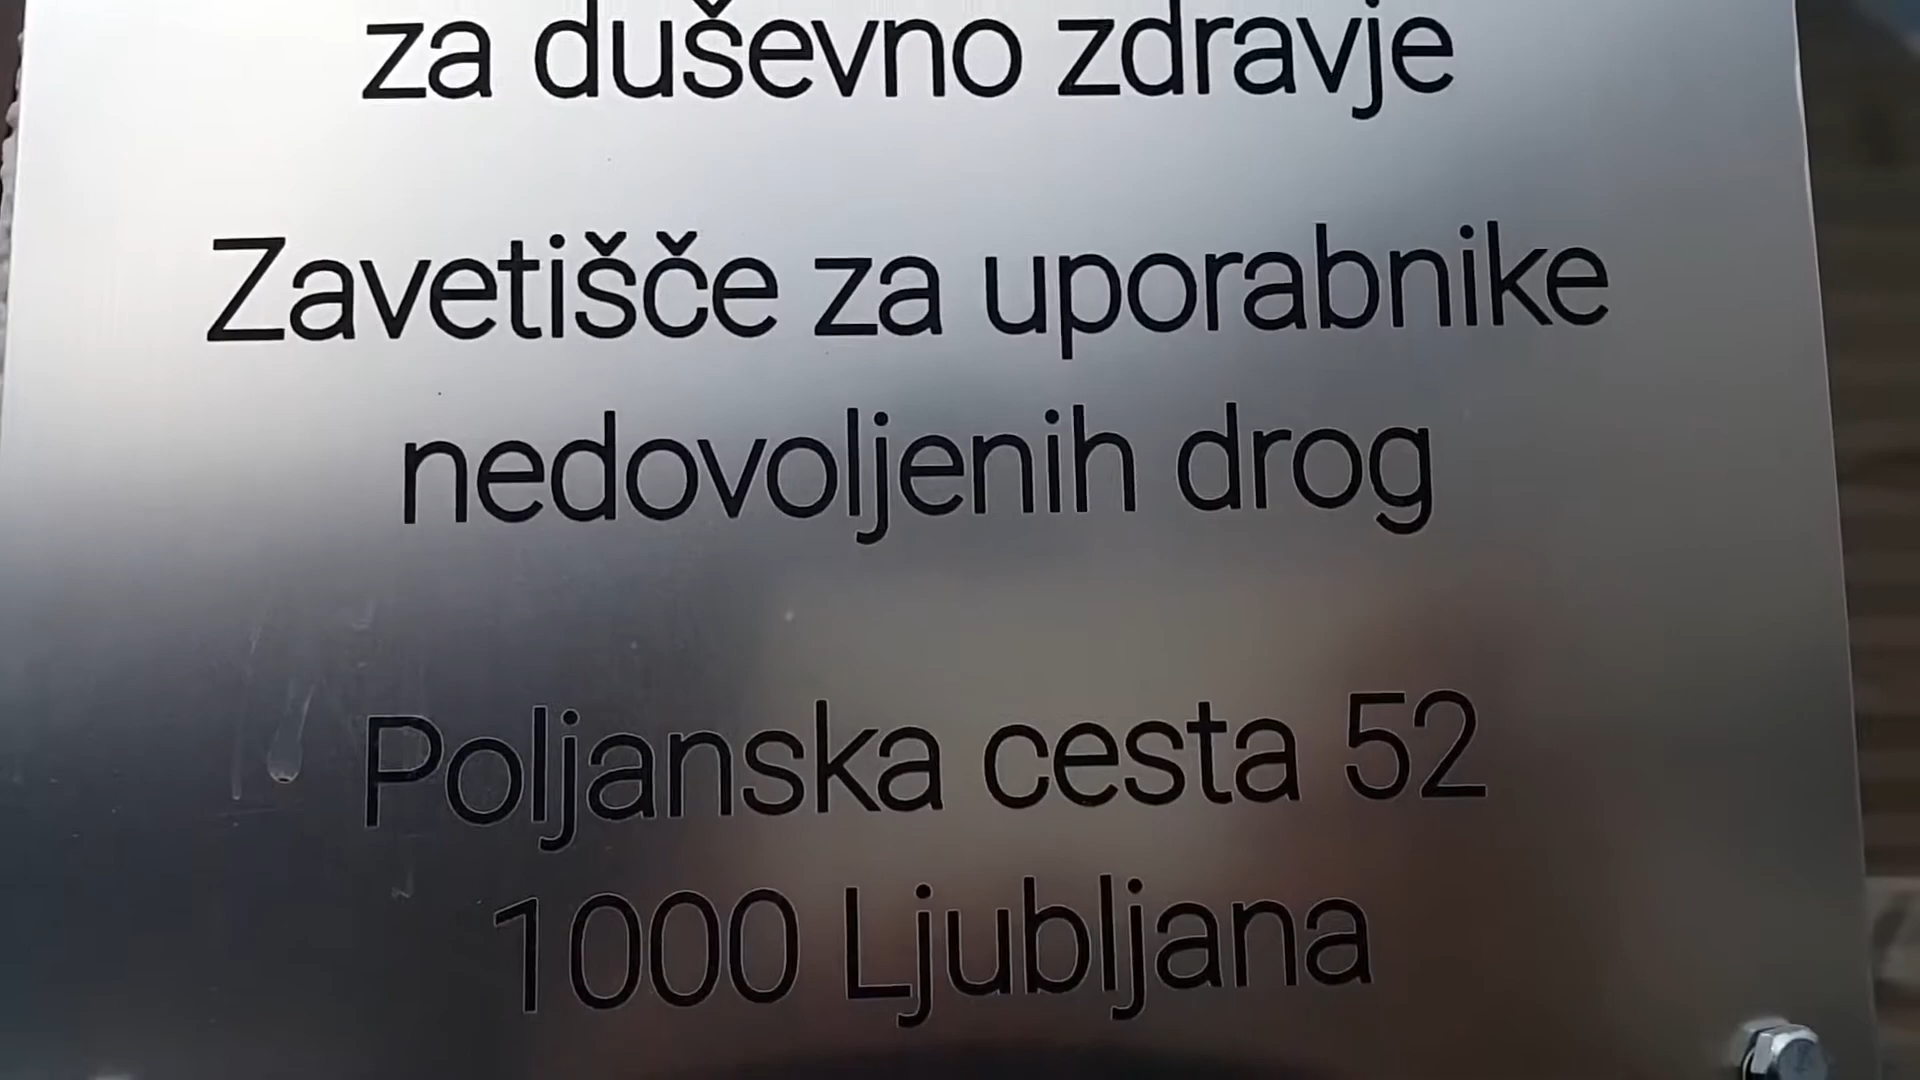 za duševno zdravje
Zavetišče za uporabnike
nedovoljenih drog
Poljanska cesta 52
1000 Ljubljana